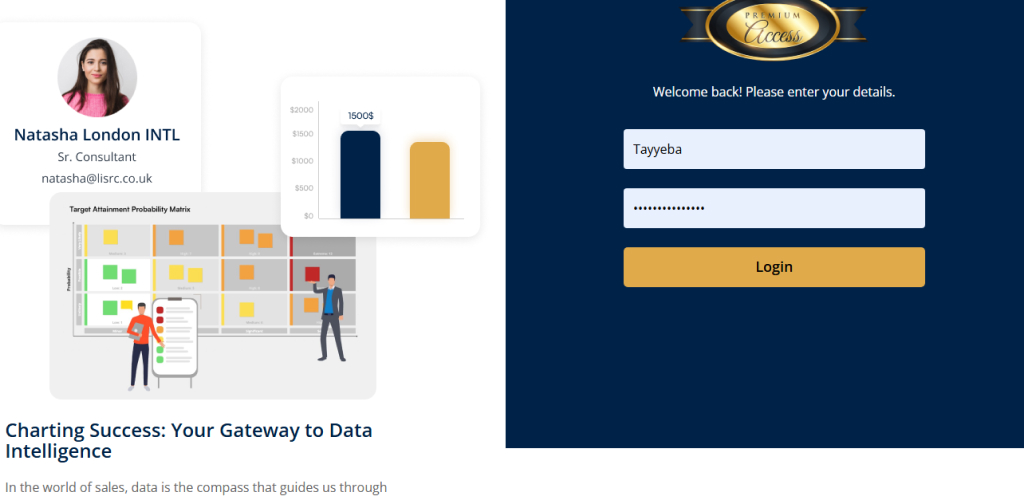 Natasha London INTL
Sr. Consultant
natasha@lisrc.co.uk
$2000
$1500
$1000
$500
$0
1500$
Target Attainment Probability Matrix
Probability
Charting Success: Your Gateway to Data
Intelligence
In the world of sales, data is the compass that guides us through
PREMIUM
Access
Welcome back! Please enter your details.
Tayyeba
•••••••••••••••
Login